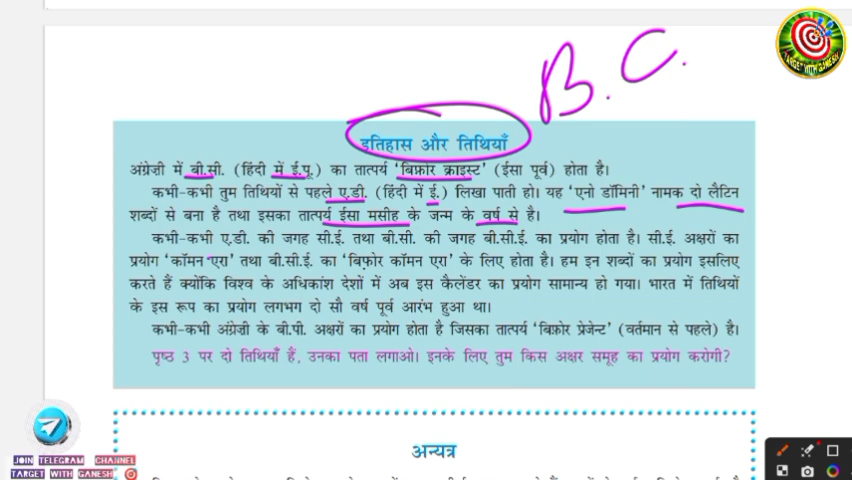 B.C.
TARGET WITH GANESH
इतिहास और तिथियाँ
अंग्रेज़ी में बी.सी. (हिंदी में ई.पू.) का तात्पर्य ‘बिफ़ोर क्राइस्ट’ (ईसा पूर्व) होता है।
कभी-कभी तुम तिथियों से पहले ए.डी. (हिंदी में ई.) लिखा पाती हो। यह ‘एनो डॉमिनी’ नामक दो लैटिन
शब्दों से बना है तथा इसका तात्पर्य ईसा मसीह के जन्म के वर्ष से है।
कभी-कभी ए.डी. की जगह सी.ई. तथा बी.सी. की जगह बी.सी.ई. का प्रयोग होता है। सी.ई. अक्षरों का
प्रयोग ‘कॉमन एरा’ तथा बी.सी.ई. का ‘बिफ़ोर कॉमन एरा’ के लिए होता है। हम इन शब्दों का प्रयोग इसलिए
करते हैं क्योंकि विश्व के अधिकांश देशों में अब इस कैलेंडर का प्रयोग सामान्य हो गया। भारत में तिथियों
के इस रूप का प्रयोग लगभग दो सौ वर्ष पूर्व आरंभ हुआ था।
कभी-कभी अंग्रेज़ी के बी.पी. अक्षरों का प्रयोग होता है जिसका तात्पर्य ‘बिफ़ोर प्रेजेन्ट’ (वर्तमान से पहले) है।
पृष्ठ 3 पर दो तिथियाँ हैं, उनका पता लगाओ। इनके लिए तुम किस अक्षर समूह का प्रयोग करोगी?
अन्यत्र
JOIN TELEGRAM CHANNEL
TARGET WITH GANESH